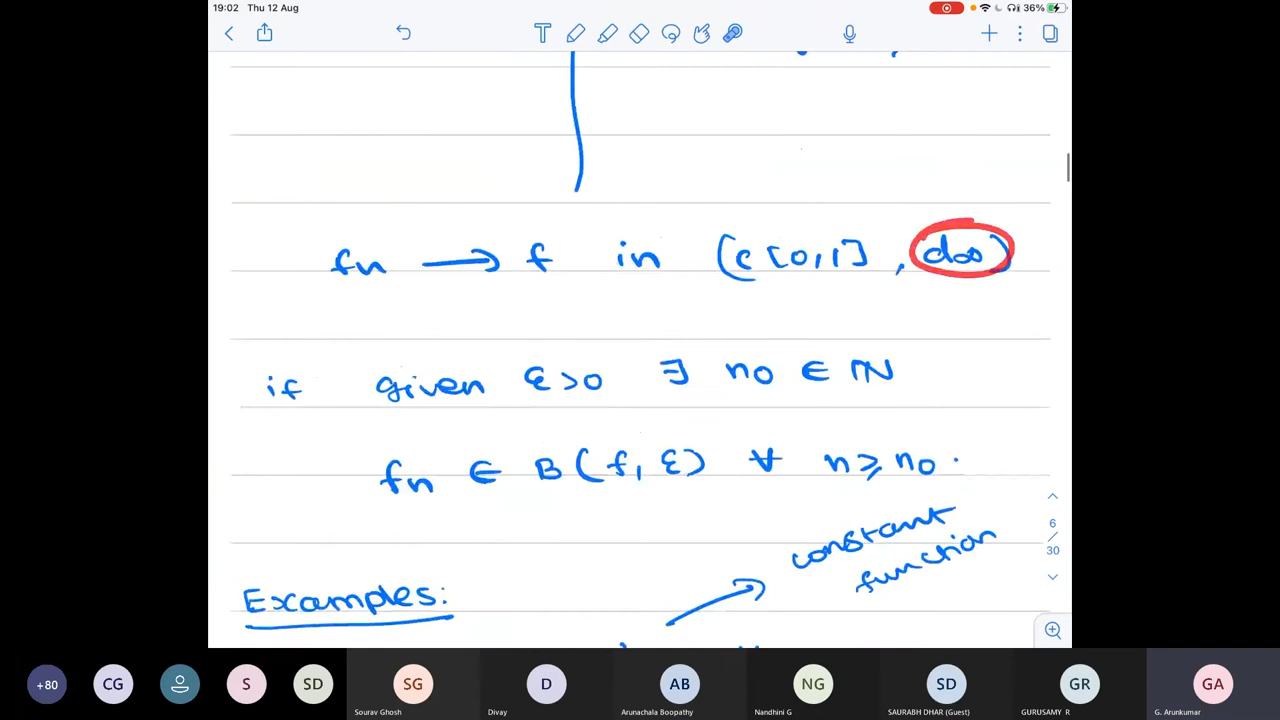 19:02 Thu 12 Aug
36%
fn ⟶ f in (C[0,1], d∞)
if given ε>0 ∃ n0 ∈ ℕ
fn ∈ B(f, ε) ∀ n≥n0.
constant
function
6
/
30
Examples:
+80
CG
S
SD
SG
D
AB
NG
SD
GR
GA
Sourav Ghosh
Divay
Arunachala Boopathy
Nandhini G
SAURABH DHAR (Guest)
GURUSAMY R
G. Arunkumar